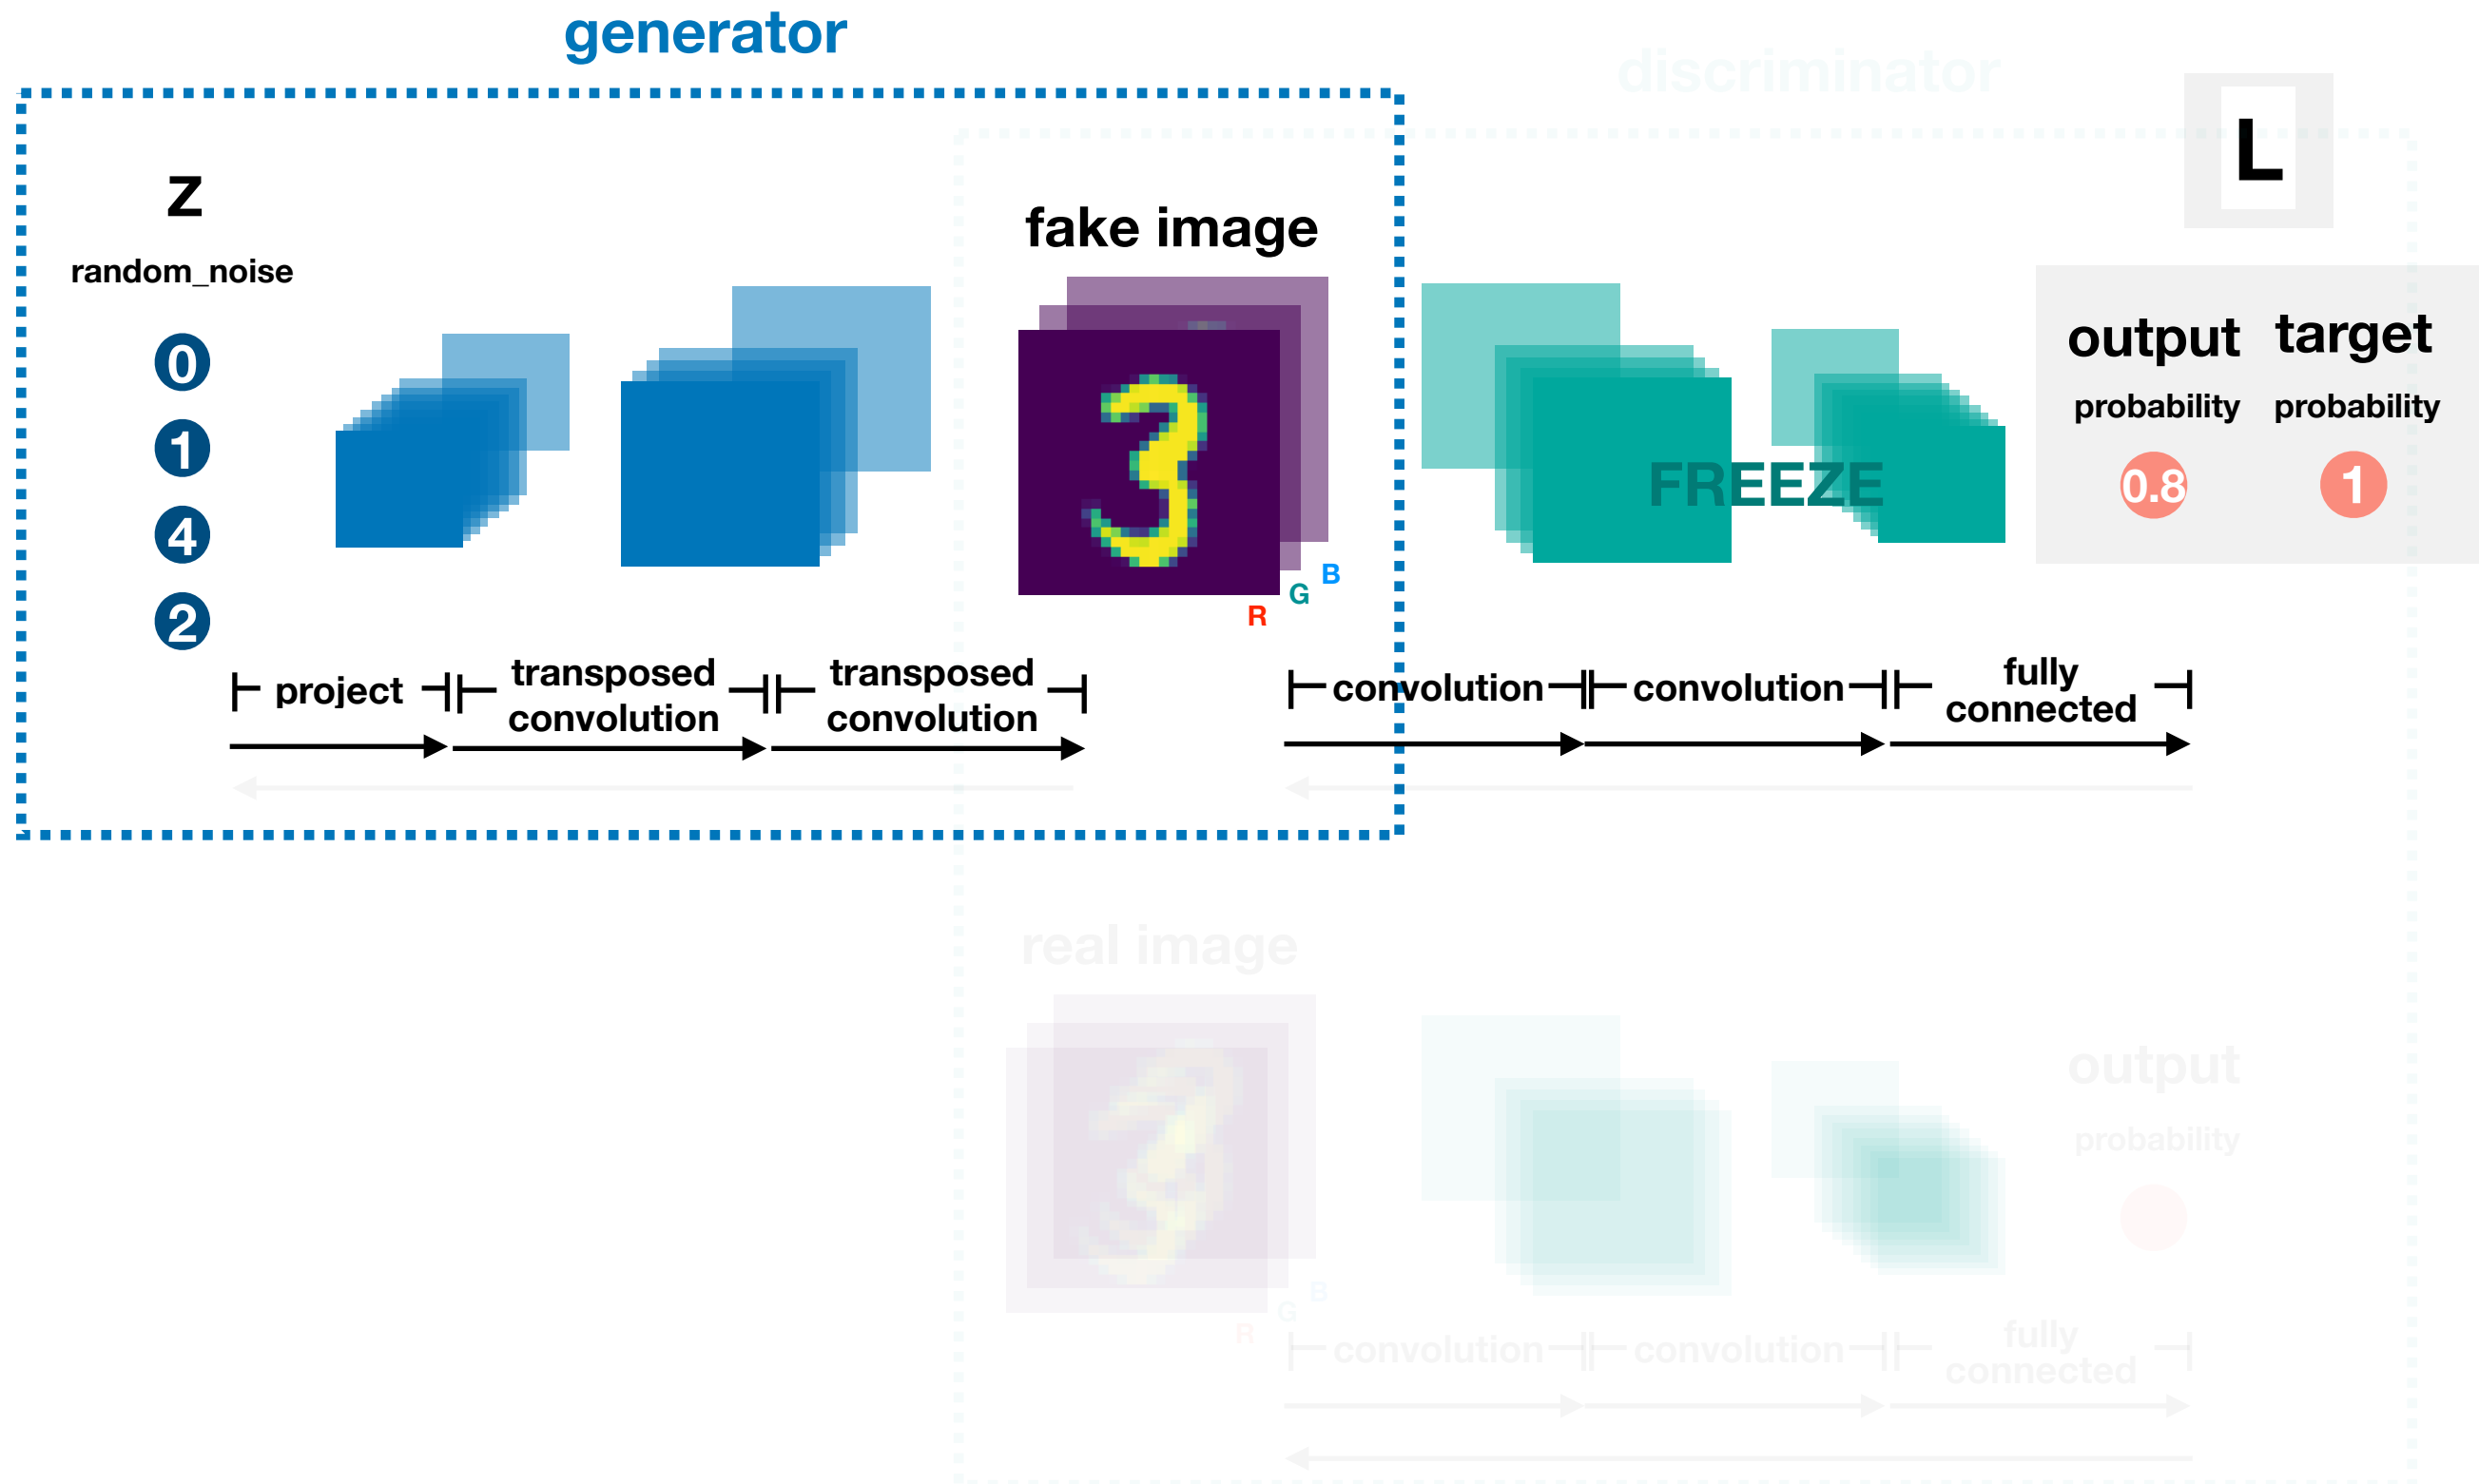 generator
discriminator
L
z
random_noise
0
1
4
2
fake image
R
G
B
FREEZE
output
target
probability
probability
0.8
1
project
transposed
convolution
transposed
convolution
convolution
convolution
fully
connected
real image
R
G
B
output
probability
convolution
convolution
fully
connected